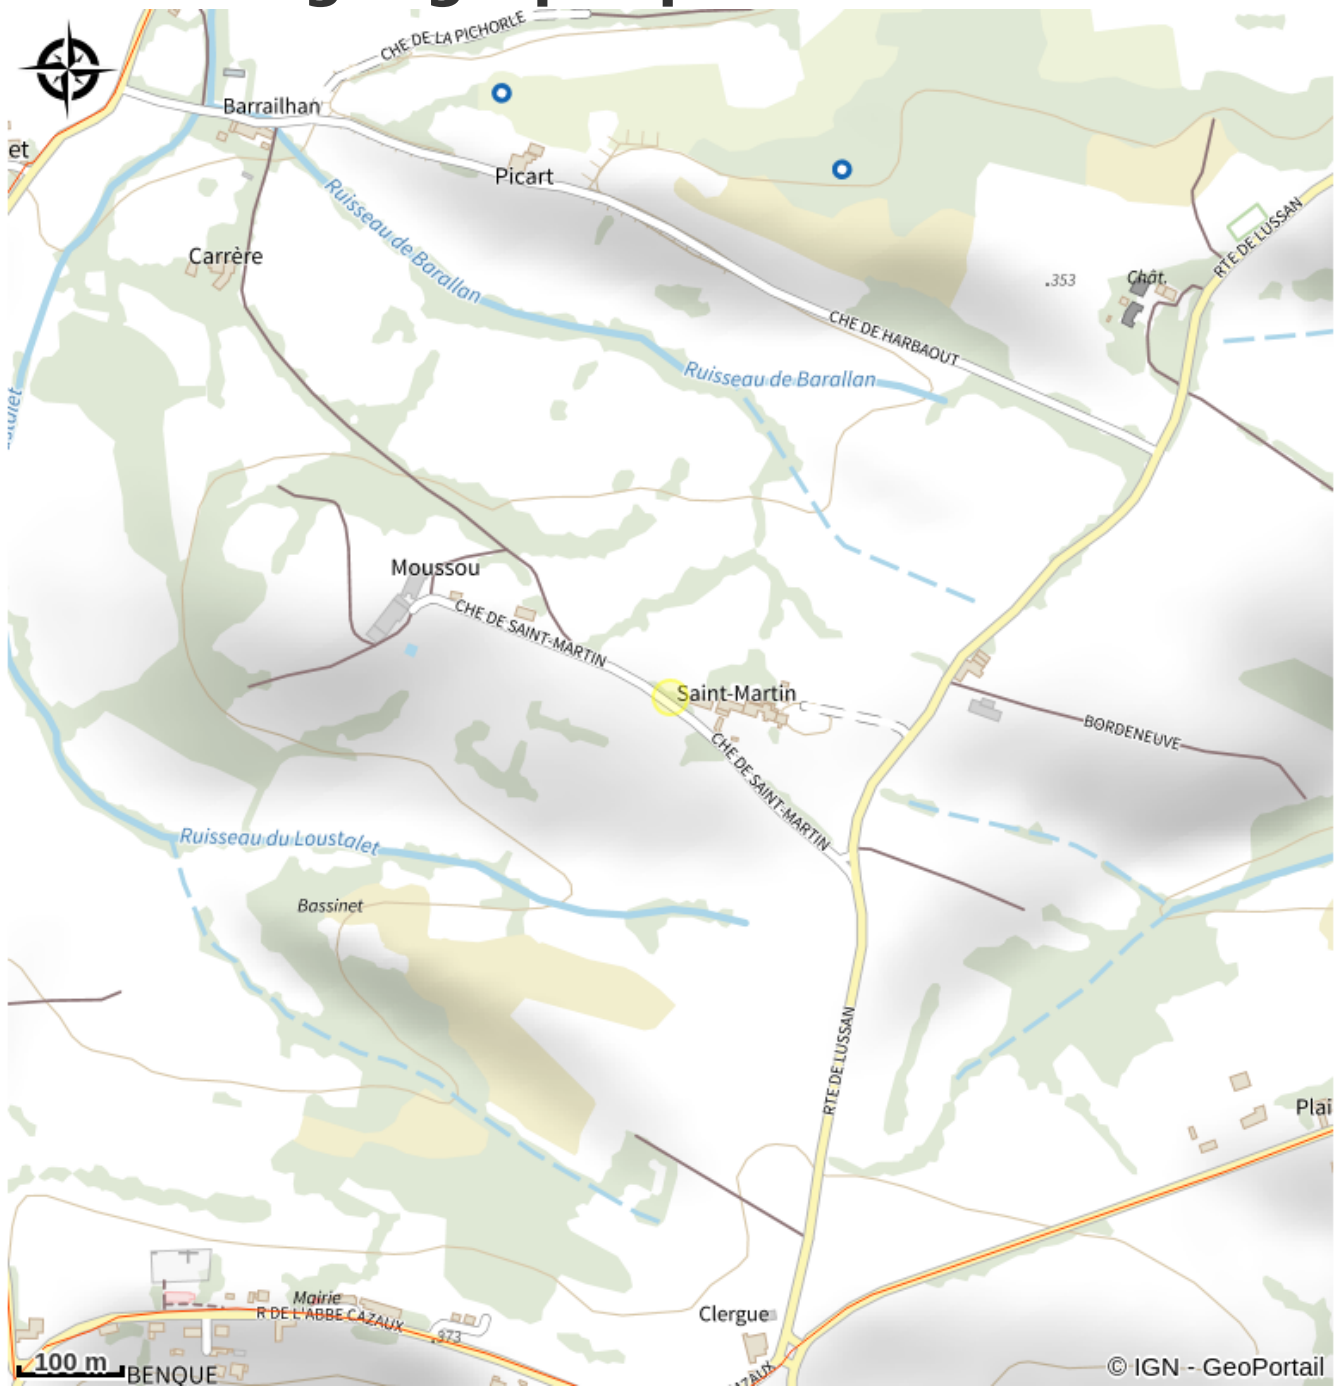 CHE DE LA PICHORLE
Barrailhan
et
Picart
Ruisseau de Barallan
Carrère
RTE DE LUSSAN
.353
Chât.
CHE DE HARBAOUT
Ruisseau de Barallan
Moussou
CHE DE SAINT-MARTIN
Saint-Martin
BORDENEUVE
CHE DE SAINT-MARTIN
Ruisseau du Loustalet
Bassinet
RTE DE LUSSAN
Plai
Mairie
R DE L'ABBE CAZAUX
.373
Clergue
100 m
BENQUE
AZAUX
© IGN - GeoPortail